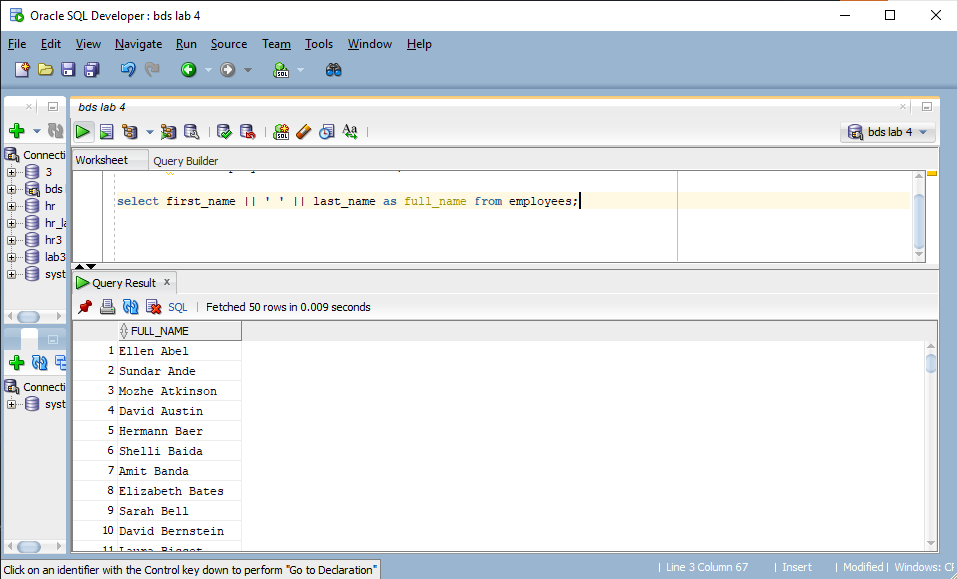 Oracle SQL Developer : bds lab 4
File Edit View Navigate Run Source Team Tools Window Help
bds lab 4
bds lab 4
Worksheet Query Builder
select first_name || ' ' || last_name as full_name from employees;
Connecti
3
bds
hr
hr_la
hr3
lab3
syst
Query Result x
SQL | Fetched 50 rows in 0.009 seconds
FULL_NAME
1 Ellen Abel
2 Sundar Ande
3 Mozhe Atkinson
4 David Austin
5 Hermann Baer
6 Shelli Baida
7 Amit Banda
8 Elizabeth Bates
9 Sarah Bell
10 David Bernstein
11 Laura Bissot
Connecti
syst
Click on an identifier with the Control key down to perform "Go to Declaration"
| Line 3 Column 67 | Insert | Modified | Windows: CR